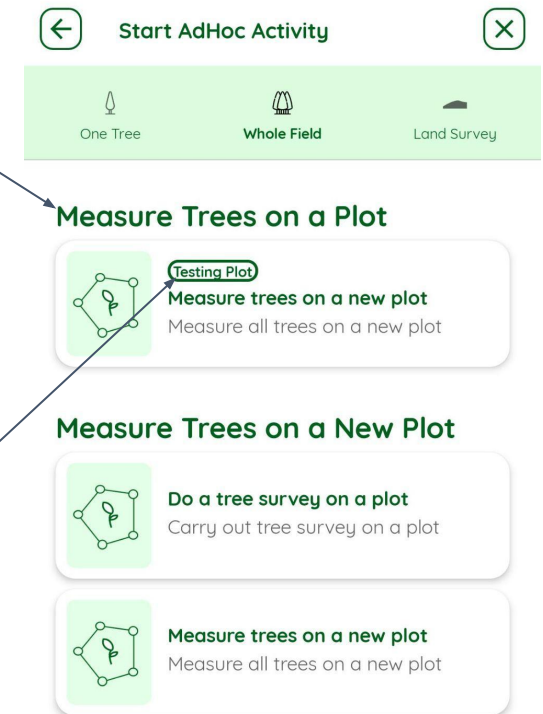 Start AdHoc Activity
One Tree
Whole Field
Land Survey
Measure Trees on a Plot
Testing Plot
Measure trees on a new plot
Measure all trees on a new plot
Measure Trees on a New Plot
Do a tree survey on a plot
Carry out tree survey on a plot
Measure trees on a new plot
Measure all trees on a new plot